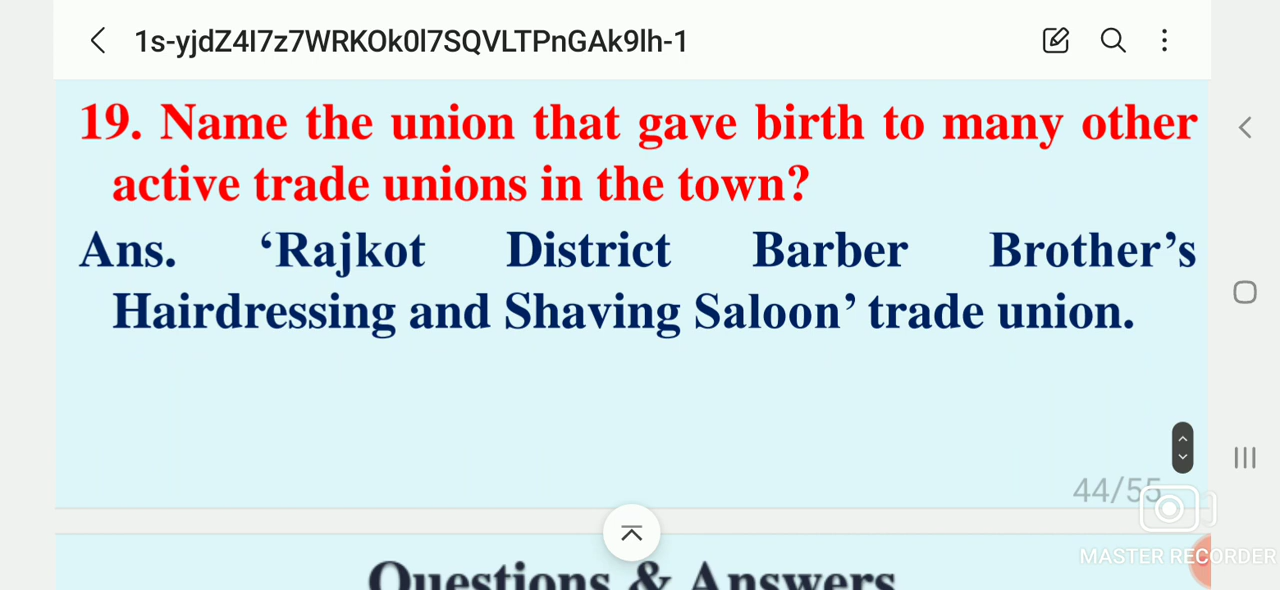 1s-yjdZ4I7z7WRKOk0l7SQVLTPnGAk9lh-1
19. Name the union that gave birth to many other
active trade unions in the town?
Ans. ‘Rajkot District Barber Brother’s
Hairdressing and Shaving Saloon’ trade union.
44/55
MASTER RECORDER
Questions & Answers